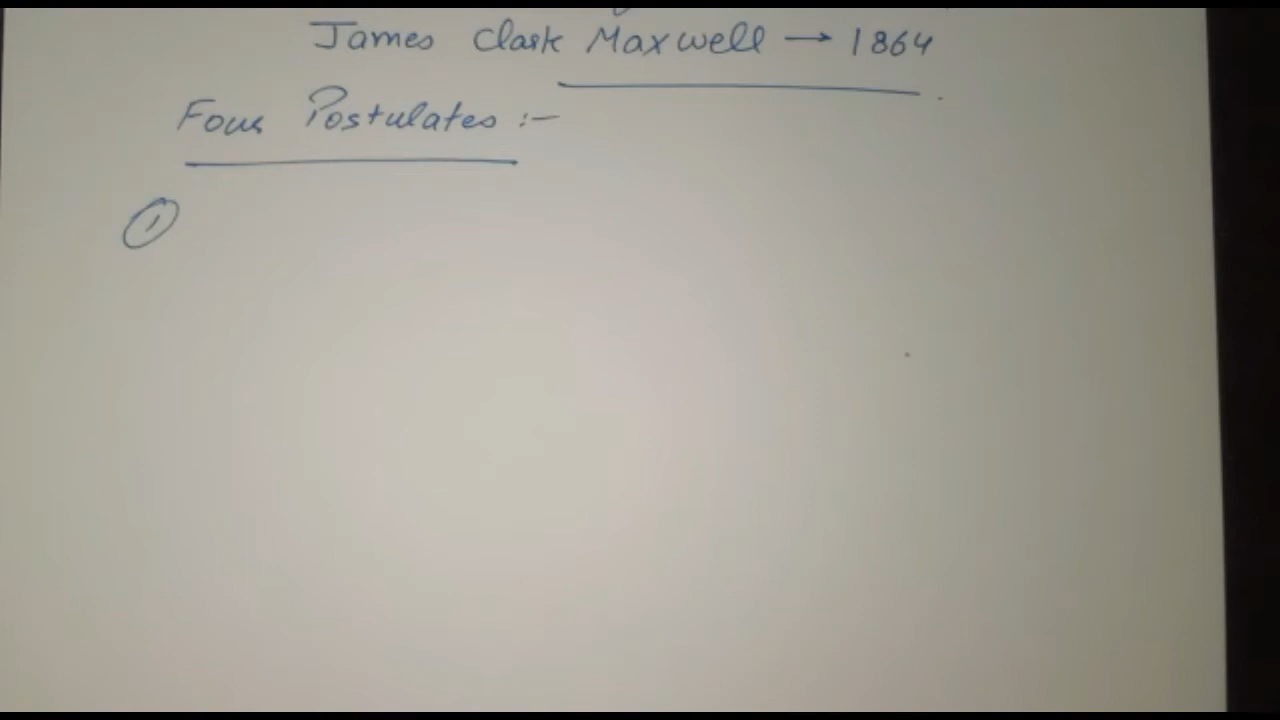 James Clark Maxwell → 1864
Four Postulates :-
①